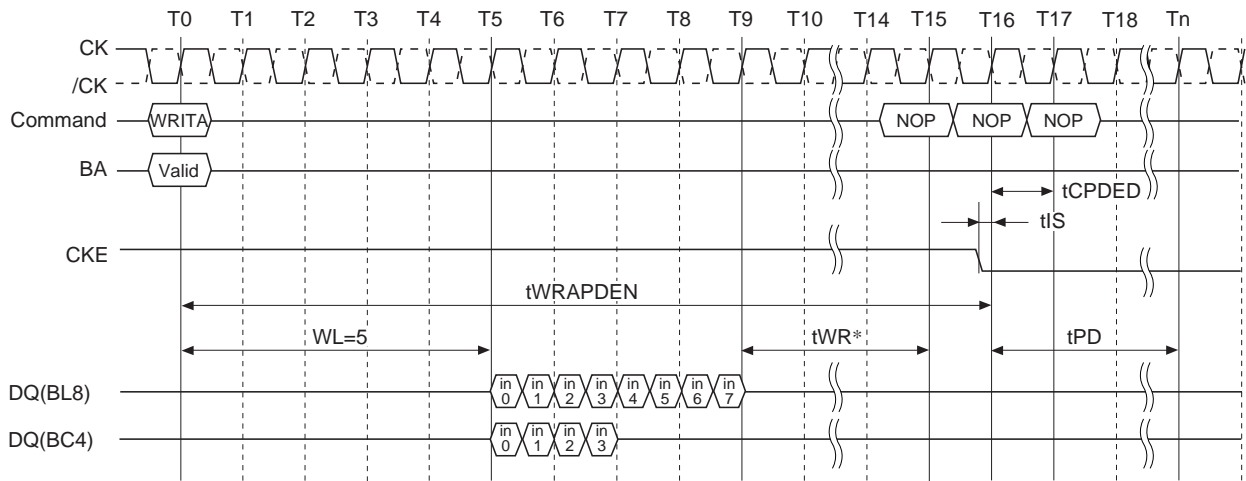 T0 T1 T2 T3 T4 T5 T6 T7 T8 T9 T10 T14 T15 T16 T17 T18 Tn
CK
/CK
Command WRITA NOP NOP NOP
BA Valid
tCPDED
tIS
CKE
tWRAPDEN
WL=5 tWR* tPD
DQ(BL8) in 0 in 1 in 2 in 3 in 4 in 5 in 6 in 7
DQ(BC4) in 0 in 1 in 2 in 3